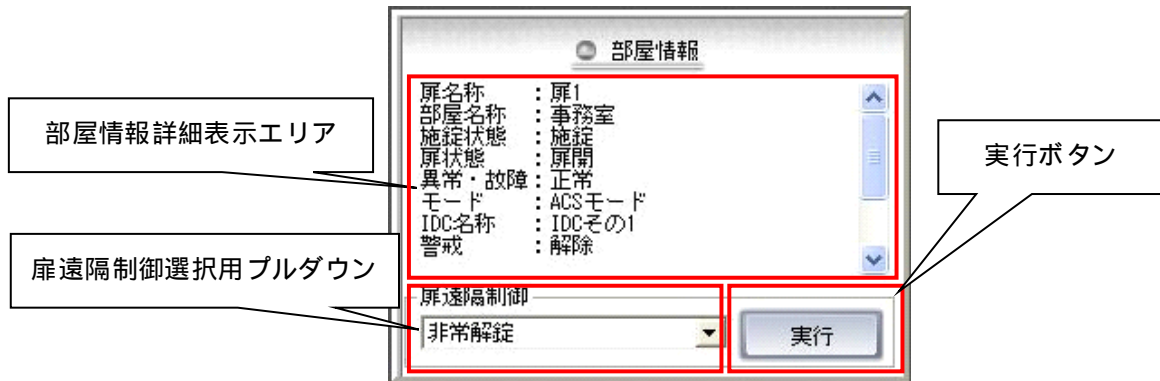 部屋情報
扉名称　：扉1
部屋名称　：事務室
施錠状態　：施錠
扉状態　：扉開
異常・故障：正常
モード　：ACSモード
IDC名称　：IDCその1
警戒　：解除
部屋情報詳細表示エリア
実行ボタン
扉遠隔制御選択用プルダウン
扉遠隔制御
非常解錠
実行